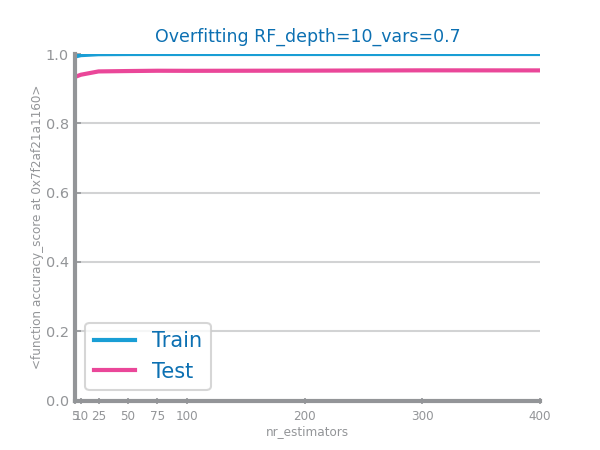 Overfitting RF_depth=10_vars=0.7
<function accuracy_score at 0x7f2af21a1160>
1.0
0.8
0.6
0.4
0.2
0.0
Train
Test
5 10 25 50 75 100 200 300 400
nr_estimators